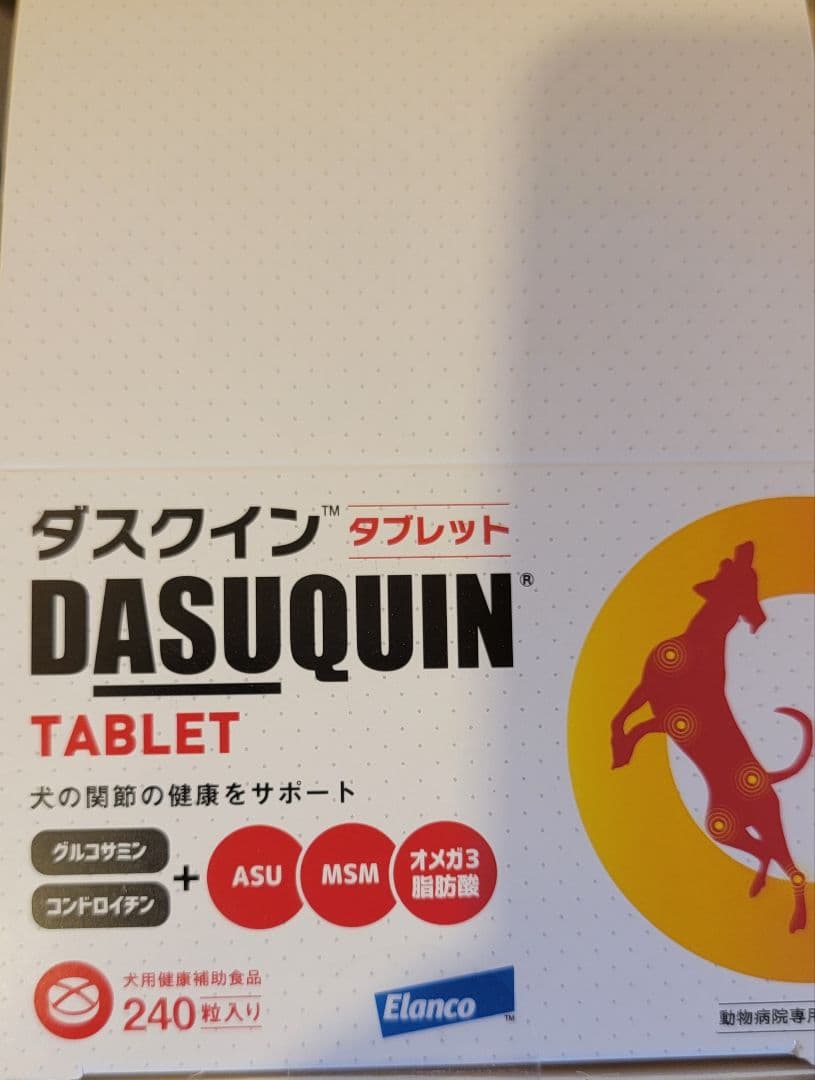 ダスクイン™ タブレット
DASUQUIN®
TABLET
犬の関節の健康をサポート
グルコサミン
コンドロイチン
+
ASU
MSM
オメガ3
脂肪酸
犬用健康補助食品
240粒入り
Elanco™
動物病院専用